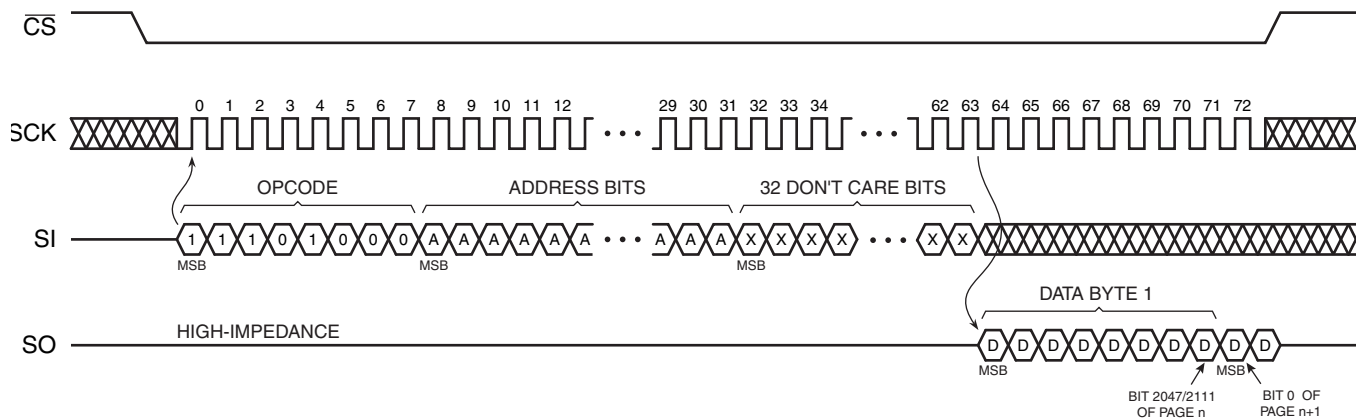 CS
0 1 2 3 4 5 6 7 8 9 10 11 12 29 30 31 32 33 34 62 63 64 65 66 67 68 69 70 71 72
SCK
OPCODE ADDRESS BITS 32 DON'T CARE BITS
SI 1 1 1 0 1 0 0 0 A A A A A A • • • A A A X X X X • • • • X X
MSB MSB MSB
DATA BYTE 1
HIGH-IMPEDANCE
SO D D D D D D D D D D
MSB MSB
BIT 2047/2111
OF PAGE n
BIT 0 OF
PAGE n+1